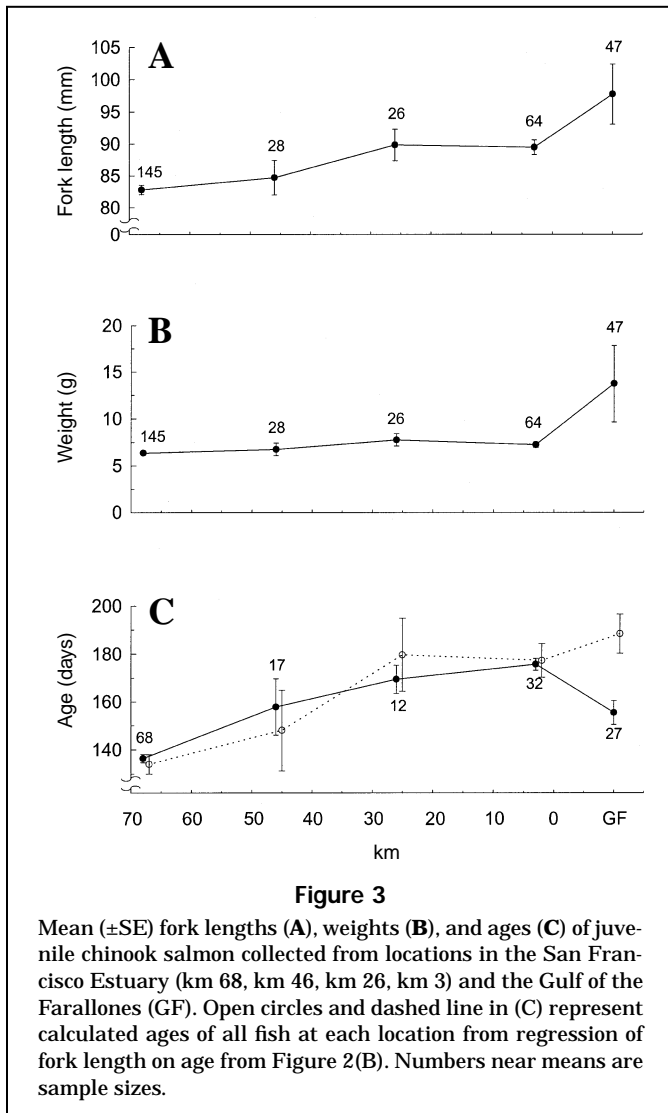 A
105
100
95
90
85
80
0
Fork length (mm)
145
28
26
64
47
B
20
15
10
5
0
Weight (g)
145
28
26
64
47
C
200
180
160
140
Age (days)
68
17
12
32
27
70
60
50
40
30
20
10
0
GF
km
Figure 3
Mean (±SE) fork lengths (A), weights (B), and ages (C) of juve-
nile chinook salmon collected from locations in the San Fran-
cisco Estuary (km 68, km 46, km 26, km 3) and the Gulf of the
Farallones (GF). Open circles and dashed line in (C) represent
calculated ages of all fish at each location from regression of
fork length on age from Figure 2(B). Numbers near means are
sample sizes.